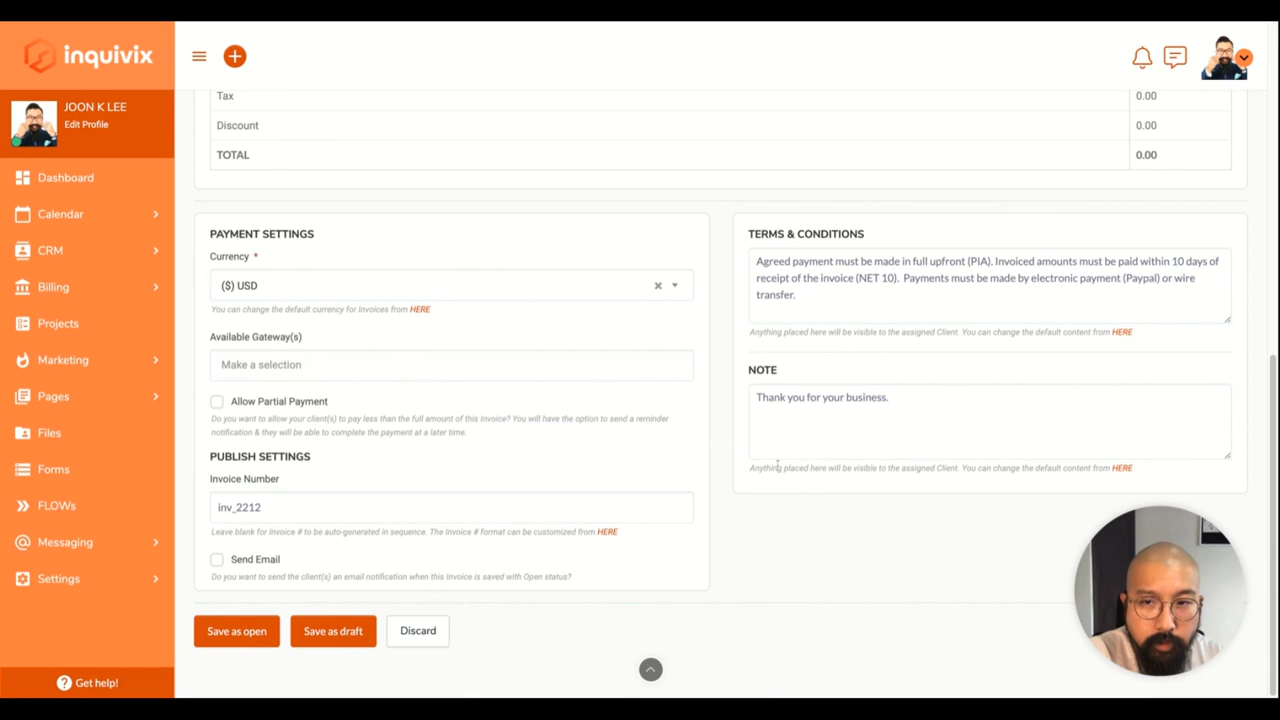 inquivix
JOON K LEE
Edit Profile
Dashboard
Calendar
CRM
Billing
Projects
Marketing
Pages
Files
Forms
FLOWs
Messaging
Settings
Get help!
Tax 0.00
Discount 0.00
TOTAL 0.00
PAYMENT SETTINGS
Currency *
($) USD
You can change the default currency for Invoices from HERE
Available Gateway(s)
Make a selection
Allow Partial Payment
Do you want to allow your client(s) to pay less than the full amount of this Invoice? You will have the option to send a reminder
notification & they will be able to complete the payment at a later time.
PUBLISH SETTINGS
Invoice Number
inv_2212
Leave blank for Invoice # to be auto-generated in sequence. The Invoice # format can be customized from HERE
Send Email
Do you want to send the client(s) an email notification when this Invoice is saved with Open status?
TERMS & CONDITIONS
Agreed payment must be made in full upfront (PIA). Invoiced amounts must be paid within 10 days of
receipt of the invoice (NET 10). Payments must be made by electronic payment (Paypal) or wire
transfer.
Anything placed here will be visible to the assigned Client. You can change the default content from HERE
NOTE
Thank you for your business.
Anything placed here will be visible to the assigned Client. You can change the default content from HERE
Save as open
Save as draft
Discard